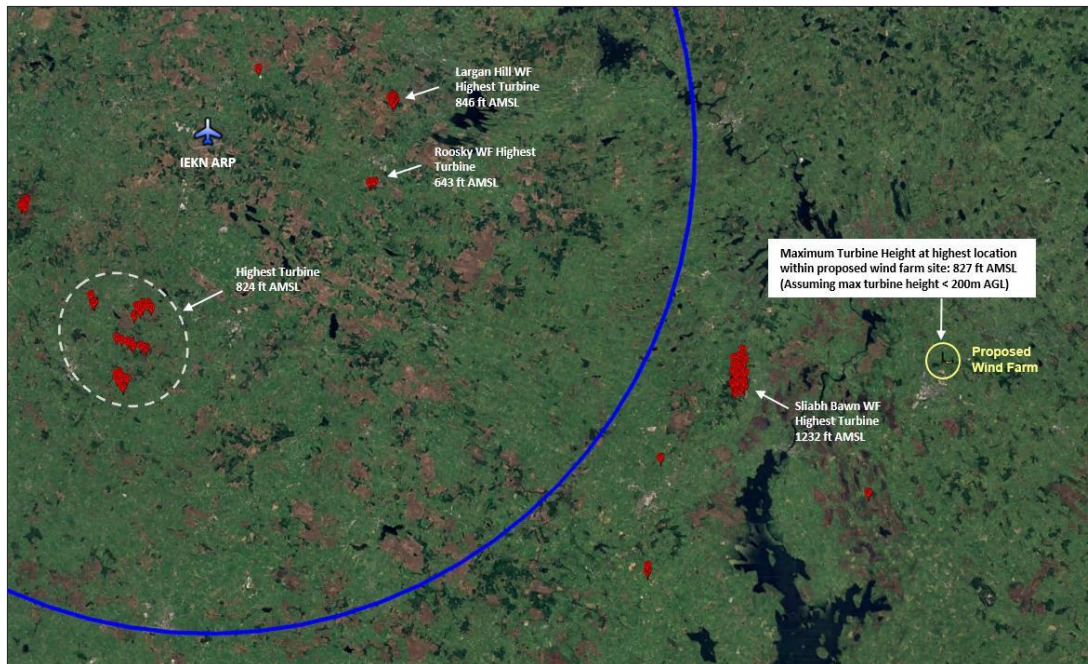 Largan Hill WF
Highest Turbine
846 ft AMSL
IEKN ARP
Roosky WF Highest
Turbine
643 ft AMSL
Maximum Turbine Height at highest location
within proposed wind farm site: 827 ft AMSL
(Assuming max turbine height < 200m AGL)
Highest Turbine
824 ft AMSL
Proposed
Wind Farm
Sliabh Bawn WF
Highest Turbine
1232 ft AMSL